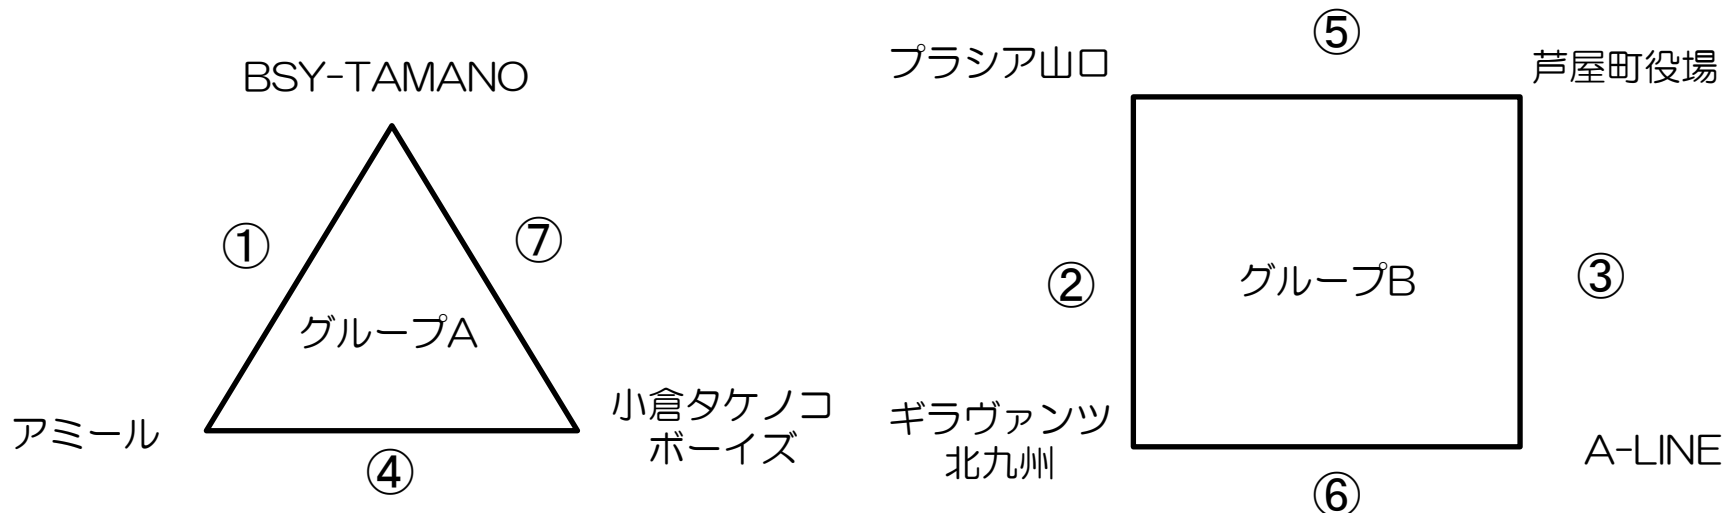 BSY-TAMANO
①
⑦
グループA
アミール
小倉タケノコ
ボーイズ
④
⑤
プラシア山口
芦屋町役場
②
グループB
③
ギラヴァンツ
北九州
A-LINE
⑥